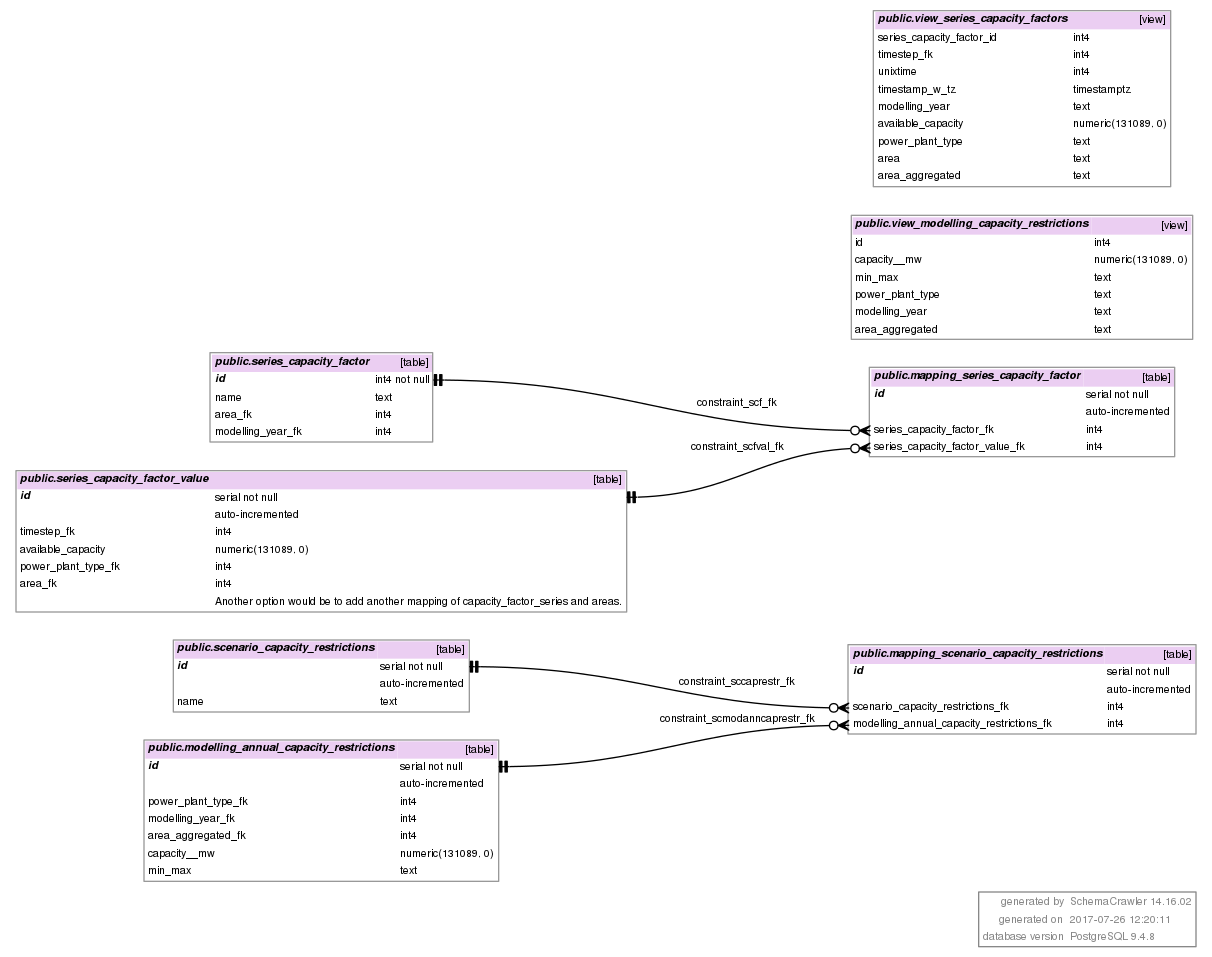 public.view_series_capacity_factors [view]
series_capacity_factor_id int4
timestep_fk int4
unixtime int4
timestamp_w_tz timestamptz
modelling_year text
available_capacity numeric(131089, 0)
power_plant_type text
area text
area_aggregated text
public.view_modelling_capacity_restrictions [view]
id int4
capacity__mw numeric(131089, 0)
min_max text
power_plant_type text
modelling_year text
area_aggregated text
public.series_capacity_factor [table]
id int4 not null
name text
area_fk int4
modelling_year_fk int4
constraint_scf_fk
public.mapping_series_capacity_factor [table]
id serial not null
auto-incremented
series_capacity_factor_fk int4
series_capacity_factor_value_fk int4
constraint_scfval_fk
public.series_capacity_factor_value [table]
id serial not null
auto-incremented
timestep_fk int4
available_capacity numeric(131089, 0)
power_plant_type_fk int4
area_fk int4
Another option would be to add another mapping of capacity_factor_series and areas.
public.scenario_capacity_restrictions [table]
id serial not null
auto-incremented
name text
constraint_sccaprestr_fk
public.mapping_scenario_capacity_restrictions [table]
id serial not null
auto-incremented
scenario_capacity_restrictions_fk int4
modelling_annual_capacity_restrictions_fk int4
constraint_scmodanncaprestr_fk
public.modelling_annual_capacity_restrictions [table]
id serial not null
auto-incremented
power_plant_type_fk int4
modelling_year_fk int4
area_aggregated_fk int4
capacity__mw numeric(131089, 0)
min_max text
generated by SchemaCrawler 14.16.02
generated on 2017-07-26 12:20:11
database version PostgreSQL 9.4.8